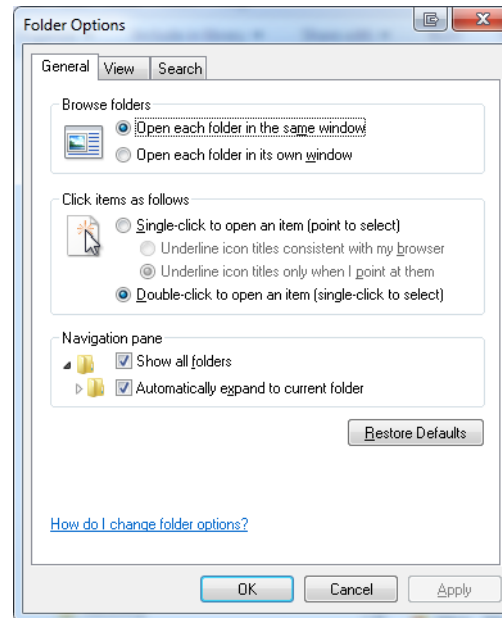 Folder Options
General
View
Search
Browse folders
Open each folder in the same window
Open each folder in its own window
Click items as follows
Single-click to open an item (point to select)
Underline icon titles consistent with my browser
Underline icon titles only when I point at them
Double-click to open an item (single-click to select)
Navigation pane
Show all folders
Automatically expand to current folder
Restore Defaults
How do I change folder options?
OK
Cancel
Apply